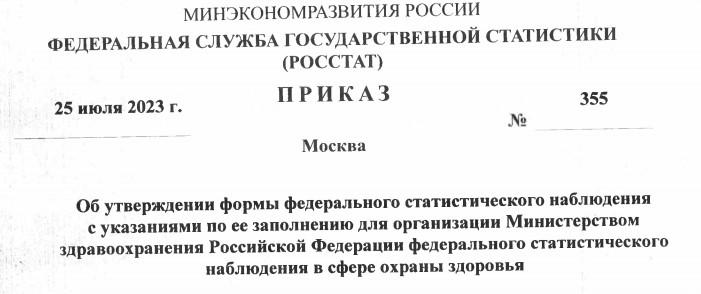 МИНЭКОНОМРАЗВИТИЯ РОССИИ
ФЕДЕРАЛЬНАЯ СЛУЖБА ГОСУДАРСТВЕННОЙ СТАТИСТИКИ
(РОССТАТ)
ПРИКАЗ
25 июля 2023 г.
№ 355
Москва
Об утверждении формы федерального статистического наблюдения
с указаниями по ее заполнению для организации Министерством
здравоохранения Российской Федерации федерального статистического
наблюдения в сфере охраны здоровья